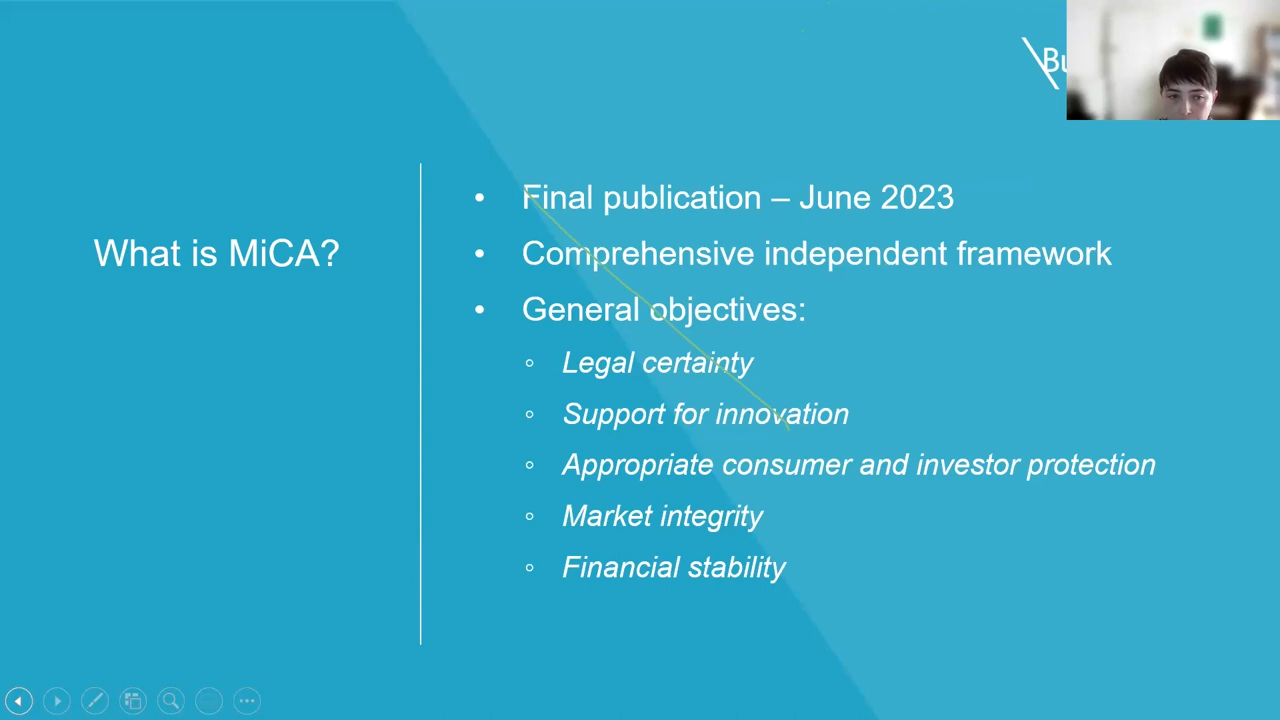 What is MiCA?
• Final publication – June 2023
• Comprehensive independent framework
• General objectives:
◦ Legal certainty
◦ Support for innovation
◦ Appropriate consumer and investor protection
◦ Market integrity
◦ Financial stability